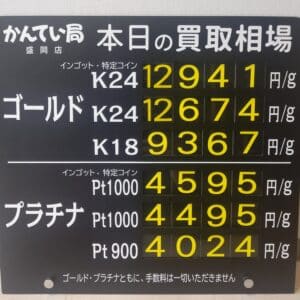 かんてい局
盛岡店
本日の買取相場
インゴット・特定コイン
K24 12941 円/g
ゴールド K24 12674 円/g
K18 9367 円/g
インゴット・特定コイン
Pt1000 4595 円/g
プラチナ Pt1000 4495 円/g
Pt900 4024 円/g
ゴールド・プラチナともに、手数料は一切いただきません